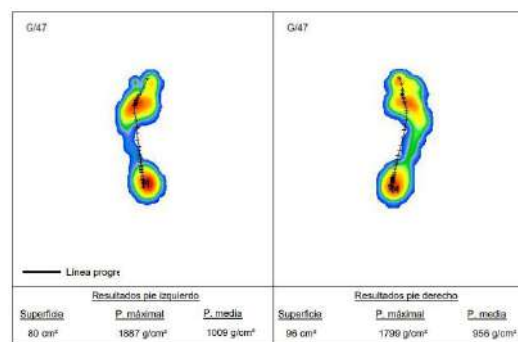 G/47
G/47
Línea progre
Resultados pie izquierdo
Resultados pie derecho
Superficie P. máximal P. media
Superficie P. máximal P. media
80 cm² 1887 g/cm² 1009 g/cm²
96 cm² 1799 g/cm² 956 g/cm²